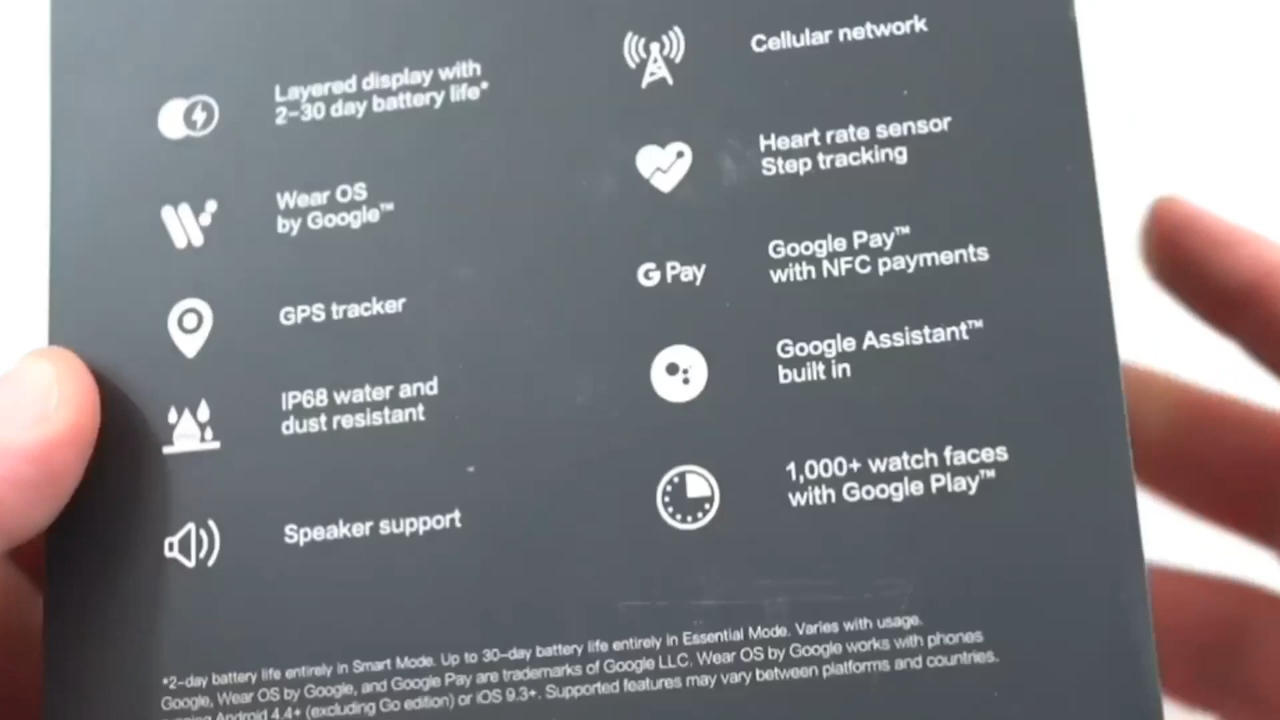 Layered display with
2-30 day battery life*
Wear OS
by Google™
GPS tracker
IP68 water and
dust resistant
Speaker support
Cellular network
Heart rate sensor
Step tracking
G Pay
Google Pay™
with NFC payments
Google Assistant™
built in
1,000+ watch faces
with Google Play™
*2-day battery life entirely in Smart Mode. Up to 30-day battery life entirely in Essential Mode. Varies with usage.
Google, Wear OS by Google, and Google Pay are trademarks of Google LLC. Wear OS by Google works with phones
Android 4.4+ (excluding Go edition) or iOS 9.3+. Supported features may vary between platforms and countries.